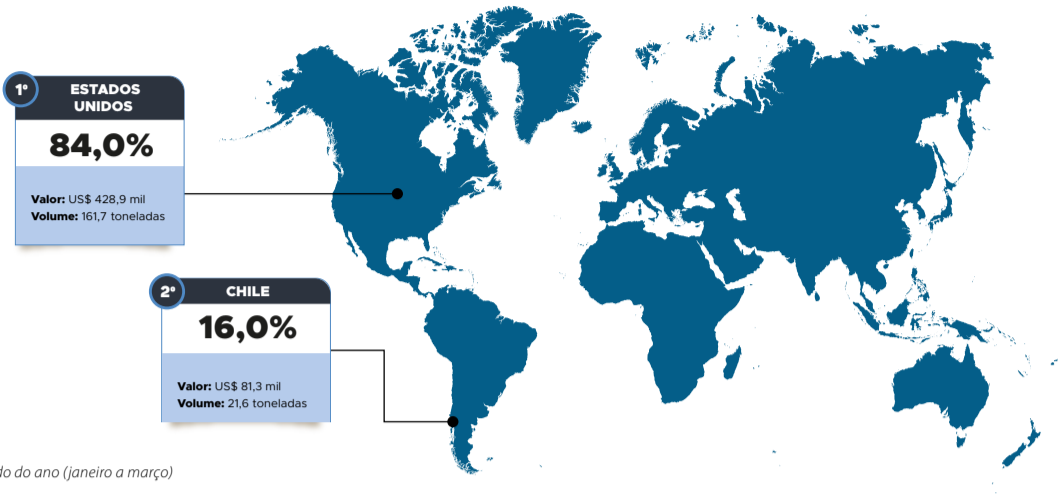 1º
ESTADOS
UNIDOS
84,0%
Valor: US$ 428,9 mil
Volume: 161,7 toneladas
2º
CHILE
16,0%
Valor: US$ 81,3 mil
Volume: 21,6 toneladas
do ano (janeiro a março)